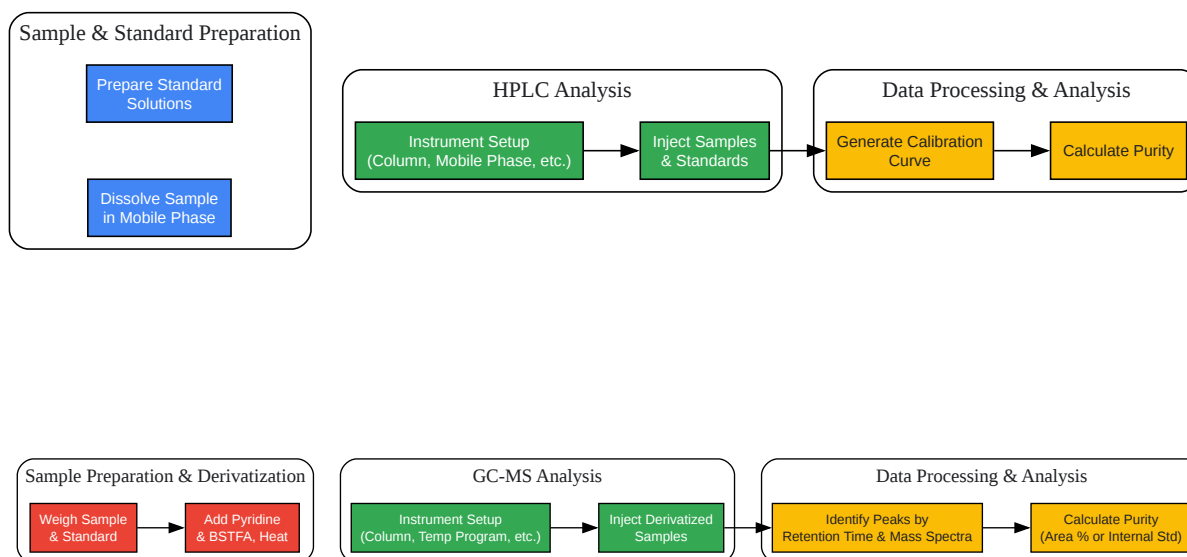 Sample & Standard Preparation
Prepare Standard
Solutions
Dissolve Sample
in Mobile Phase
HPLC Analysis
Instrument Setup
(Column, Mobile Phase, etc.)
Inject Samples
& Standards
Data Processing & Analysis
Generate Calibration
Curve
Calculate Purity
Sample Preparation & Derivatization
Weigh Sample
& Standard
Add Pyridine
& BSTFA, Heat
GC-MS Analysis
Instrument Setup
(Column, Temp Program, etc.)
Inject Derivatized
Samples
Data Processing & Analysis
Identify Peaks by
Retention Time & Mass Spectra
Calculate Purity
(Area % or Internal Std)